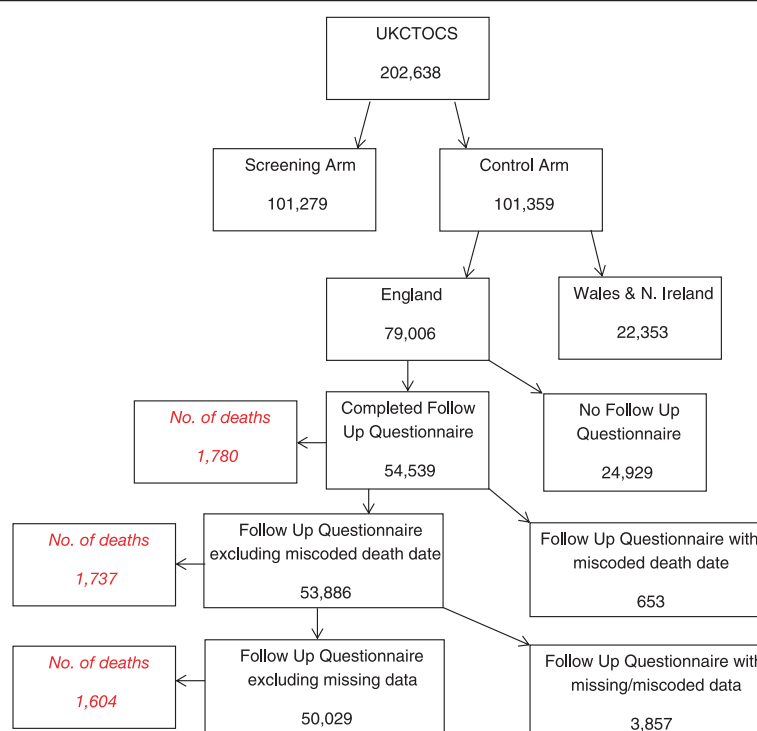 UKCTOCS
202,638
Screening Arm
101,279
Control Arm
101,359
England
79,006
Wales & N. Ireland
22,353
No. of deaths
1,780
Completed Follow
Up Questionnaire
54,539
No Follow Up
Questionnaire
24,929
No. of deaths
1,737
Follow Up Questionnaire
excluding miscoded death date
53,886
Follow Up Questionnaire with
miscoded death date
653
No. of deaths
1,604
Follow Up Questionnaire
excluding missing data
50,029
Follow Up Questionnaire with
missing/miscoded data
3,857